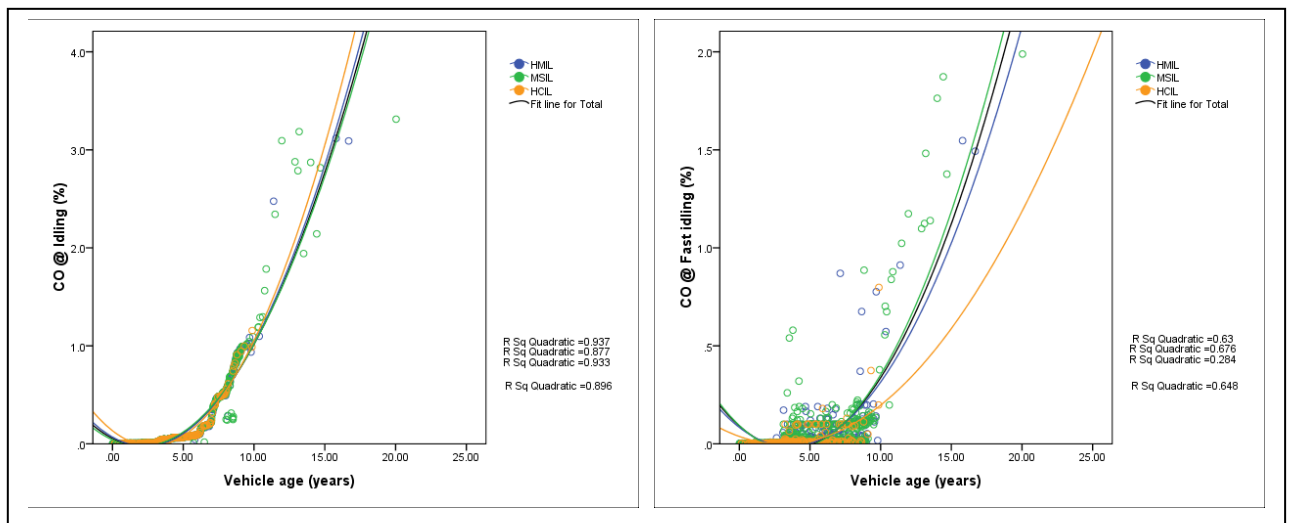 4.0
3.0
2.0
1.0
.0
CO @ Idling (%)
.00 5.00 10.00 15.00 20.00 25.00
Vehicle age (years)
HMIL
MSIL
HCIL
Fit line for Total
R Sq Quadratic =0.937
R Sq Quadratic =0.877
R Sq Quadratic =0.933
R Sq Quadratic =0.896
2.0
1.5
1.0
.5
.0
CO @ Fast idling (%)
.00 5.00 10.00 15.00 20.00 25.00
Vehicle age (years)
HMIL
MSIL
HCIL
Fit line for Total
R Sq Quadratic =0.63
R Sq Quadratic =0.676
R Sq Quadratic =0.284
R Sq Quadratic =0.648